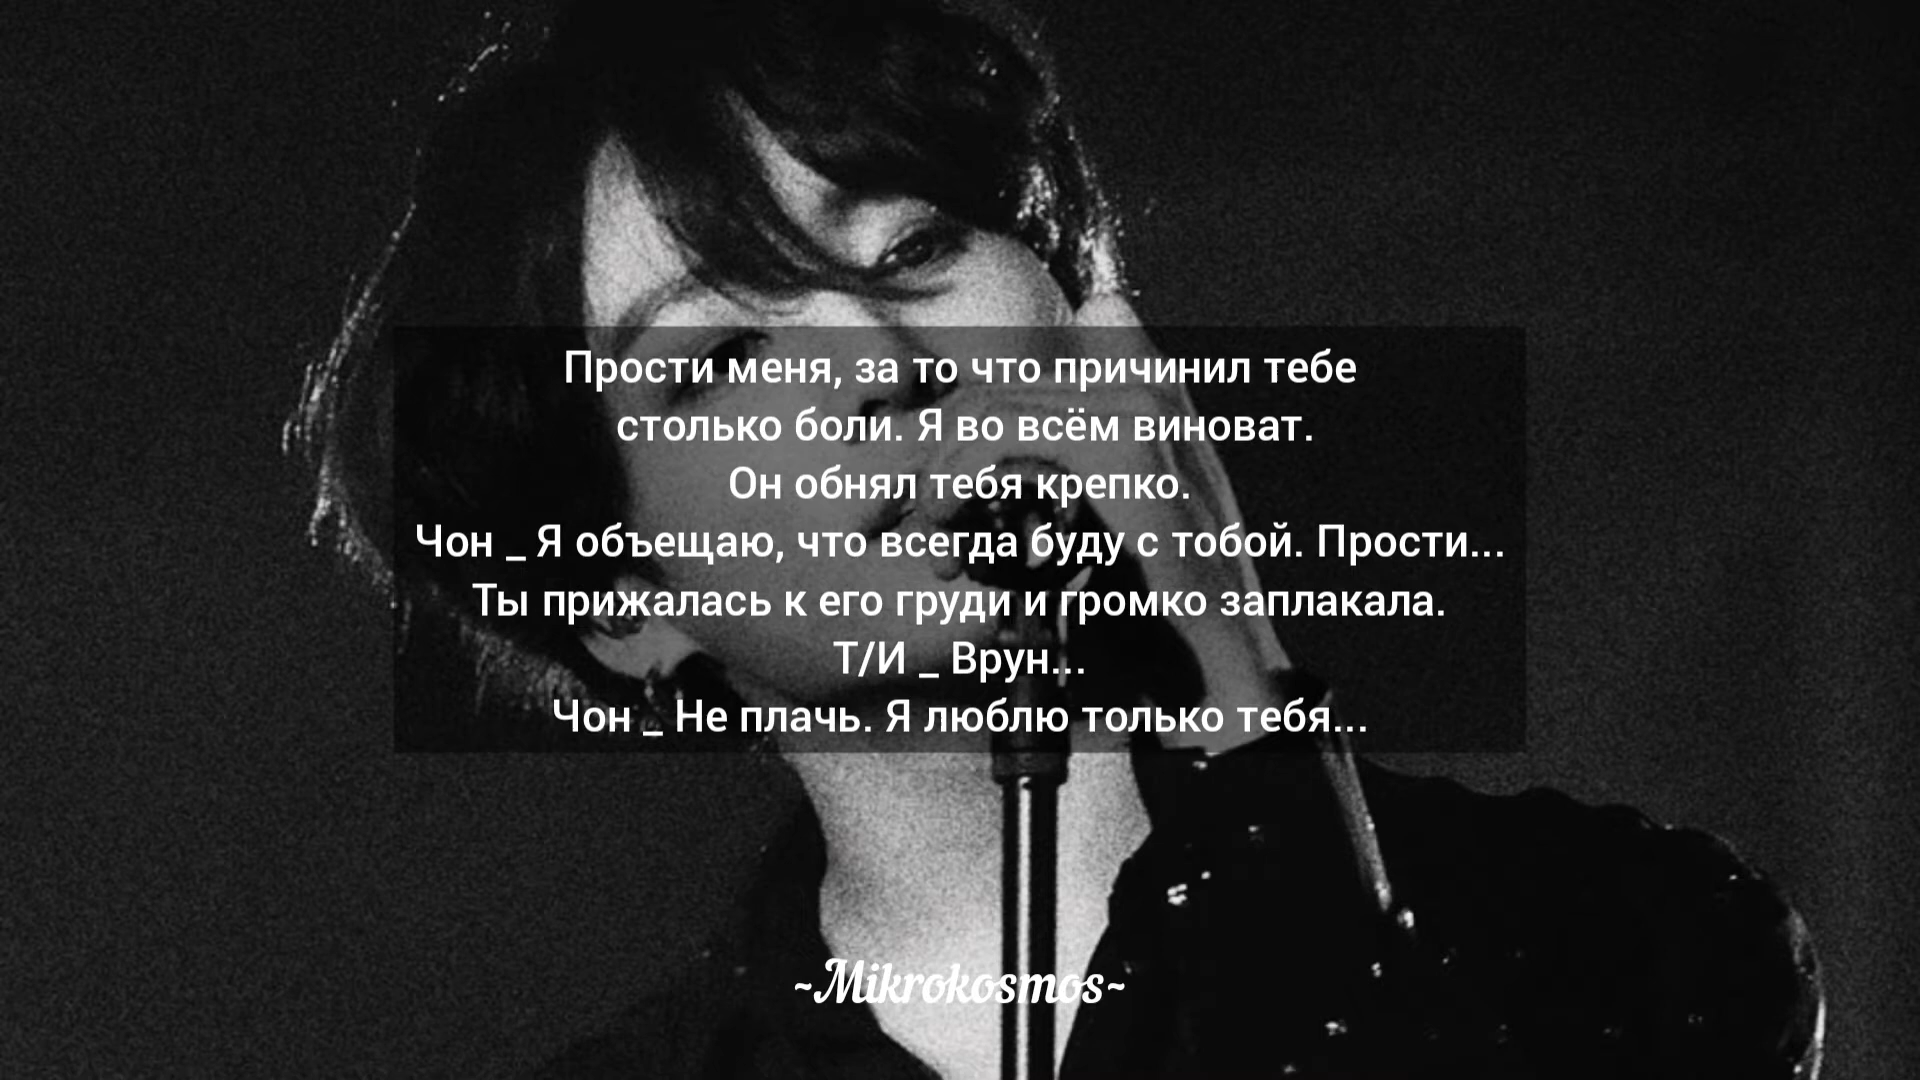 Прости меня, за то что причинил тебе
столько боли. Я во всём виноват.
Он обнял тебя крепко.
Чон _ Я объещаю, что всегда буду с тобой. Прости...
Ты прижалась к его груди и громко заплакала.
Т/И _ Врун...
Чон _ Не плачь. Я люблю только тебя...
~Mikrokosmos~